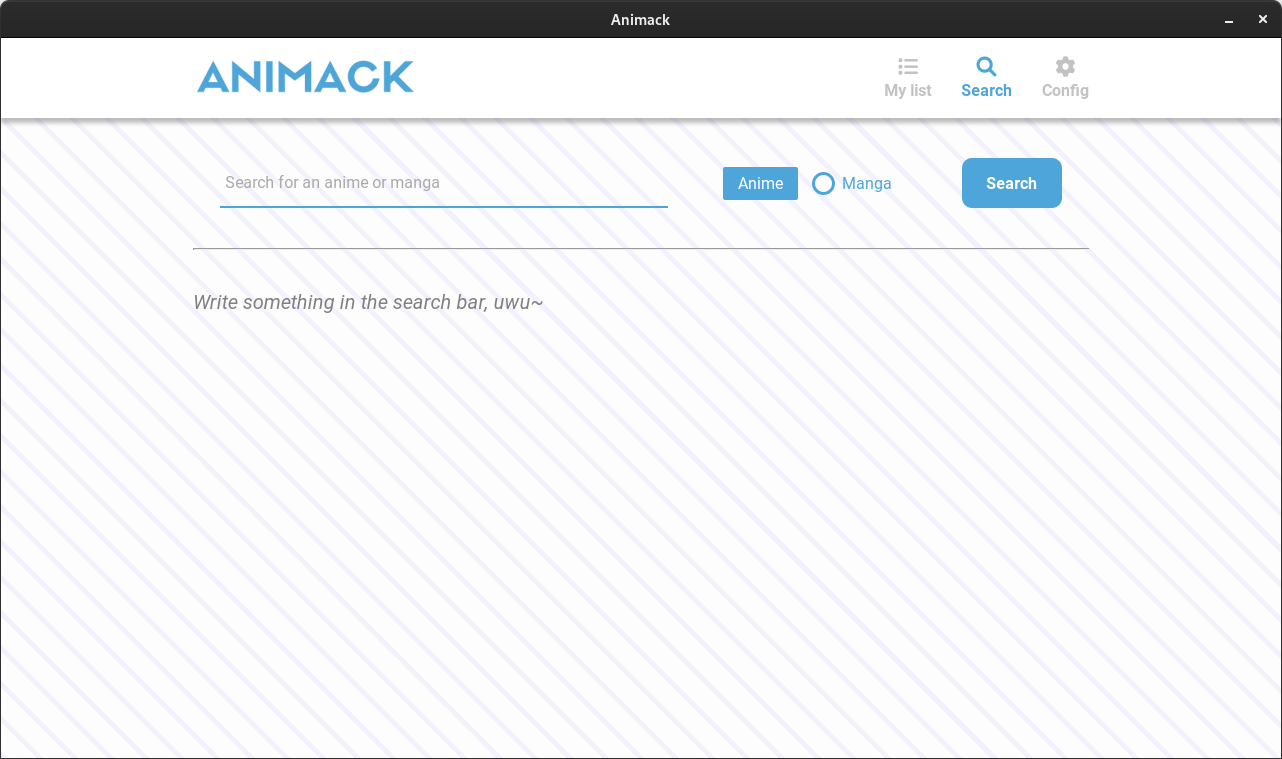 Animack
ANIMACK
My list
Search
Config
Search for an anime or manga
Anime
Manga
Search
Write something in the search bar, uwu~